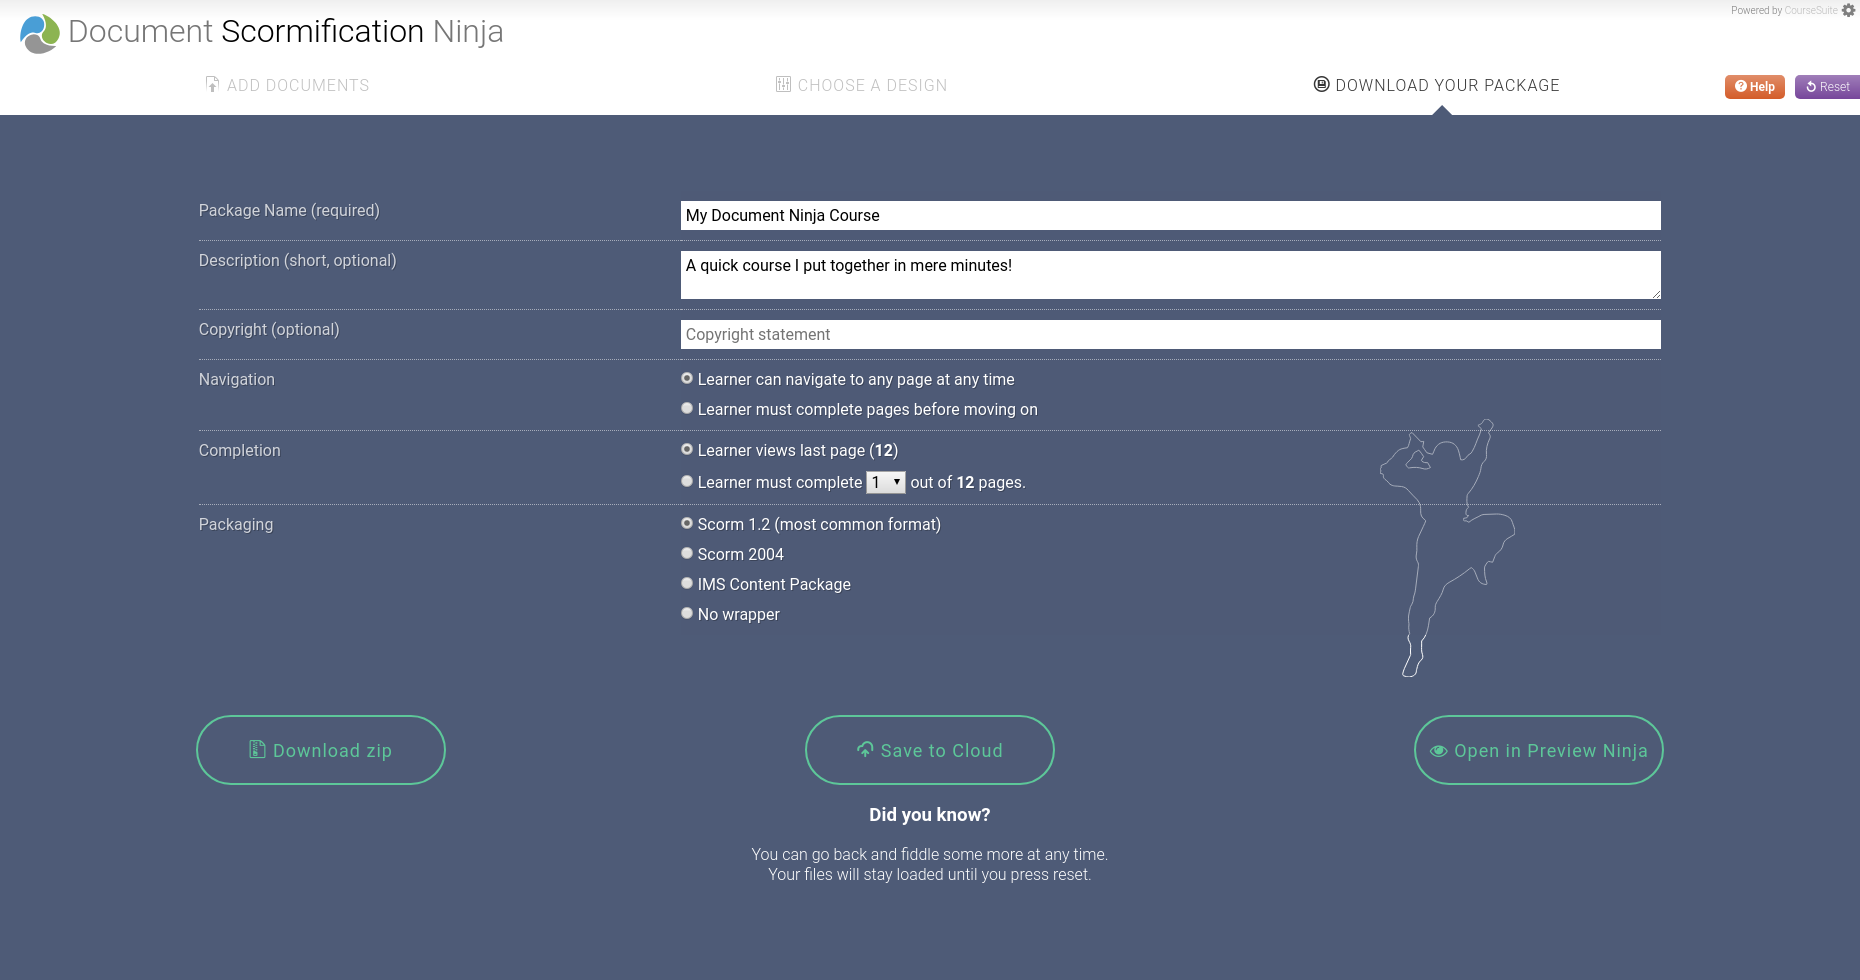 Powered by CourseSuite
Document Scormification Ninja
ADD DOCUMENTS
CHOOSE A DESIGN
DOWNLOAD YOUR PACKAGE
Help
Reset
Package Name (required)
My Document Ninja Course
Description (short, optional)
A quick course I put together in mere minutes!
Copyright (optional)
Copyright statement
Navigation
Learner can navigate to any page at any time
Learner must complete pages before moving on
Completion
Learner views last page (12)
Learner must complete 1 out of 12 pages.
Packaging
Scorm 1.2 (most common format)
Scorm 2004
IMS Content Package
No wrapper
Download zip
Save to Cloud
Open in Preview Ninja
Did you know?
You can go back and fiddle some more at any time.
Your files will stay loaded until you press reset.